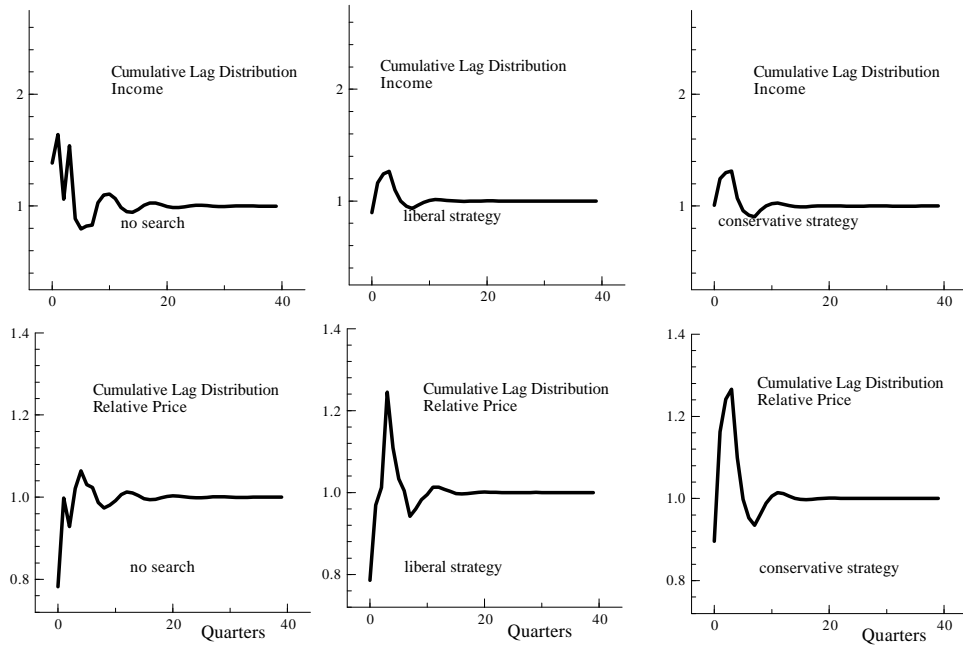 Cumulative Lag Distribution
Income
2
1
no search
0
20
40
Cumulative Lag Distribution
Income
2
1
liberal strategy
0
20
40
Cumulative Lag Distribution
Income
2
1
conservative strategy
0
20
40
1.4
Cumulative Lag Distribution
Relative Price
1.2
1.0
0.8
no search
0
20
40
Quarters
1.4
Cumulative Lag Distribution
Relative Price
1.2
1.0
0.8
liberal strategy
0
20
40
Quarters
1.4
Cumulative Lag Distribution
Relative Price
1.2
1.0
0.8
conservative strategy
0
20
40
Quarters